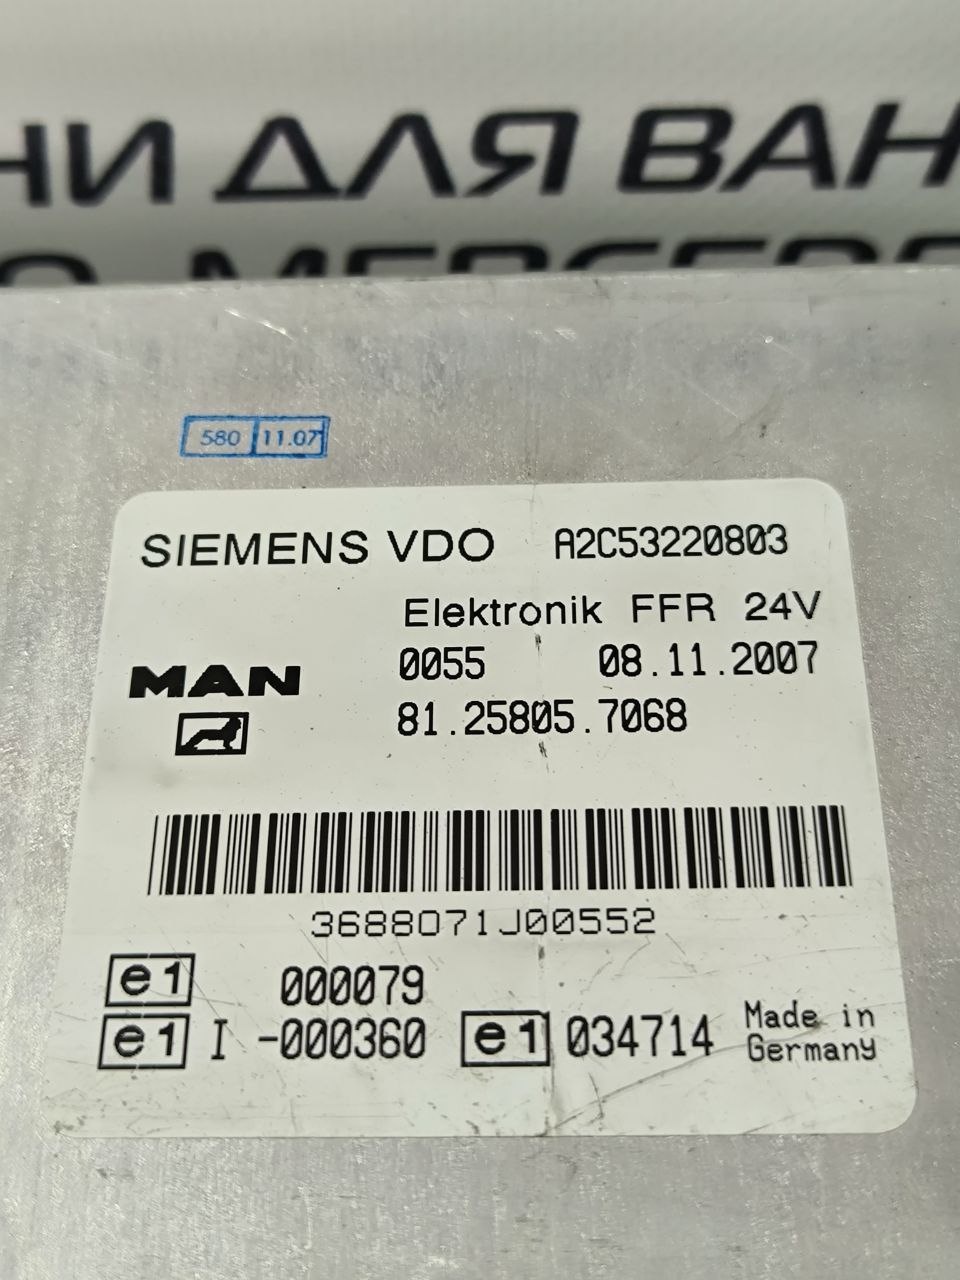 НИ ДЛЯ ВАН
MERCEDE
580 11.07
SIEMENS VDO A2C53220803
Elektronik FFR 24V
MAN 0055 08.11.2007
81.25805.7068
3688071J00552
e1 000079
e1 I -000360 e1 034714 Made in
Germany